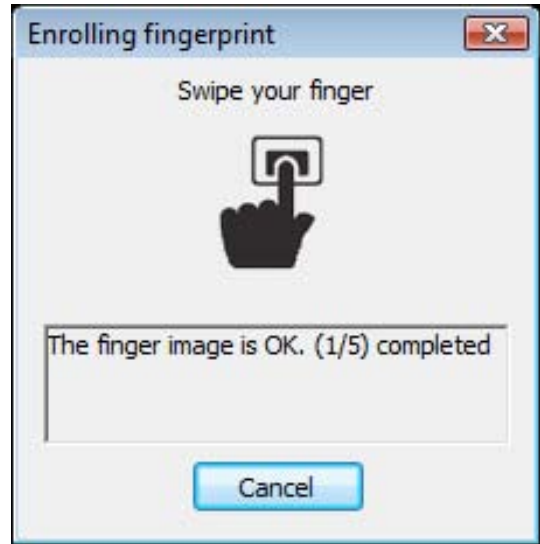 Enrolling fingerprint
Swipe your finger
The finger image is OK. (1/5) completed
Cancel